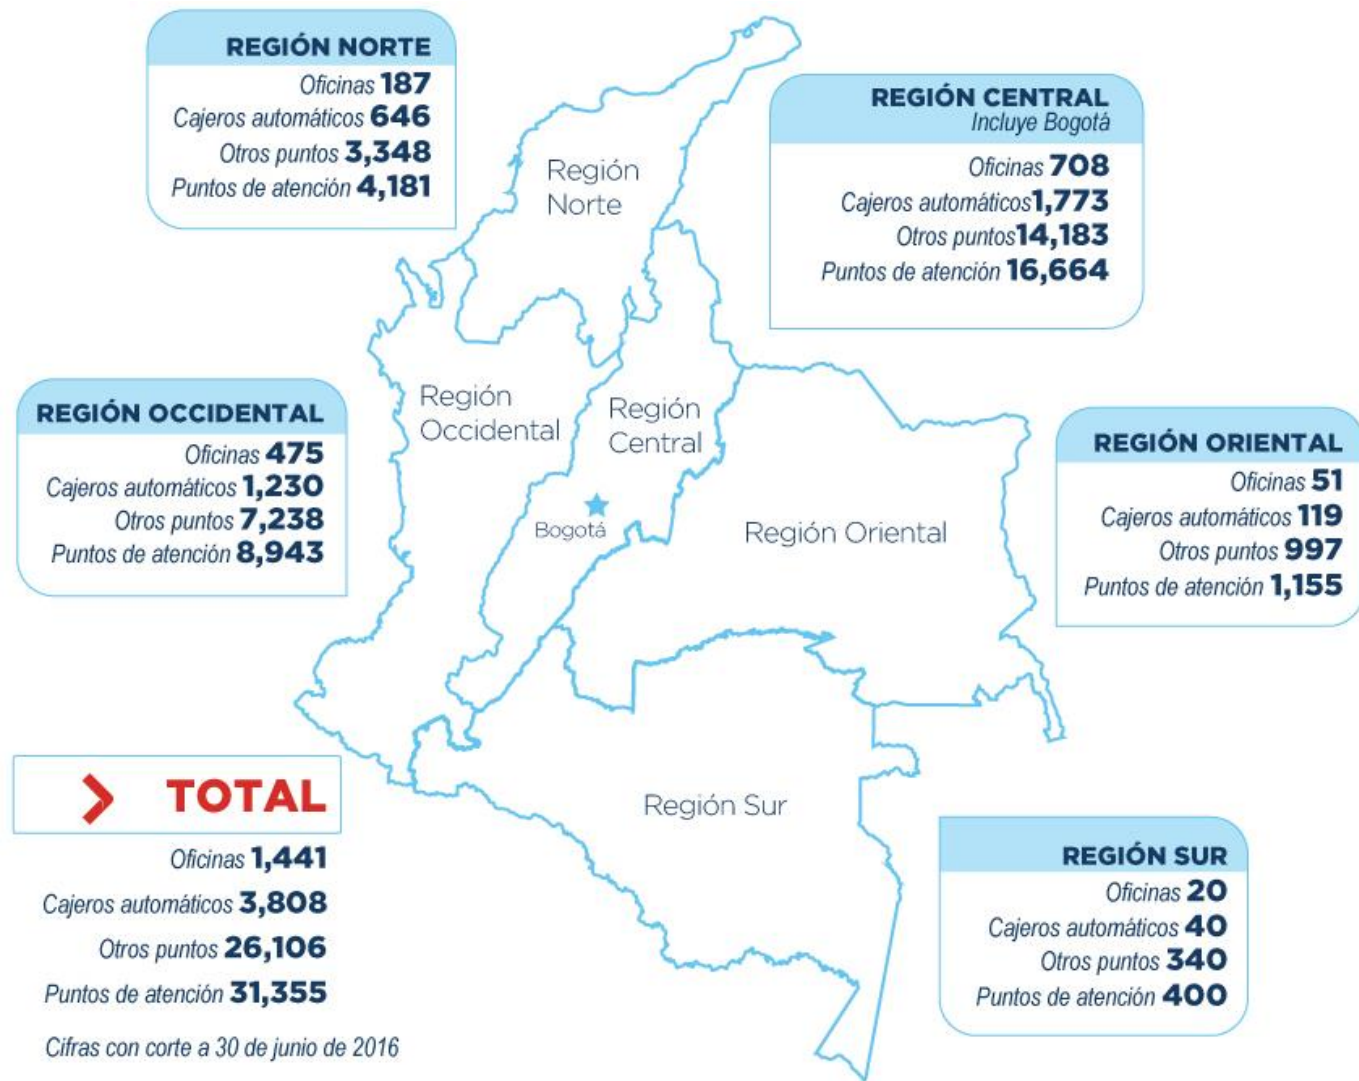 REGIÓN NORTE
Oficinas 187
Cajeros automáticos 646
Otros puntos 3,348
Puntos de atención 4,181
REGIÓN CENTRAL
Incluye Bogotá
Oficinas 708
Cajeros automáticos 1,773
Otros puntos 14,183
Puntos de atención 16,664
Región
Norte
REGIÓN OCCIDENTAL
Oficinas 475
Cajeros automáticos 1,230
Otros puntos 7,238
Puntos de atención 8,943
Región
Occidental
Región
Central
Bogotá
Región Oriental
REGIÓN ORIENTAL
Oficinas 51
Cajeros automáticos 119
Otros puntos 997
Puntos de atención 1,155
TOTAL
Oficinas 1,441
Cajeros automáticos 3,808
Otros puntos 26,106
Puntos de atención 31,355
Cifras con corte a 30 de junio de 2016
Región Sur
REGIÓN SUR
Oficinas 20
Cajeros automáticos 40
Otros puntos 340
Puntos de atención 400